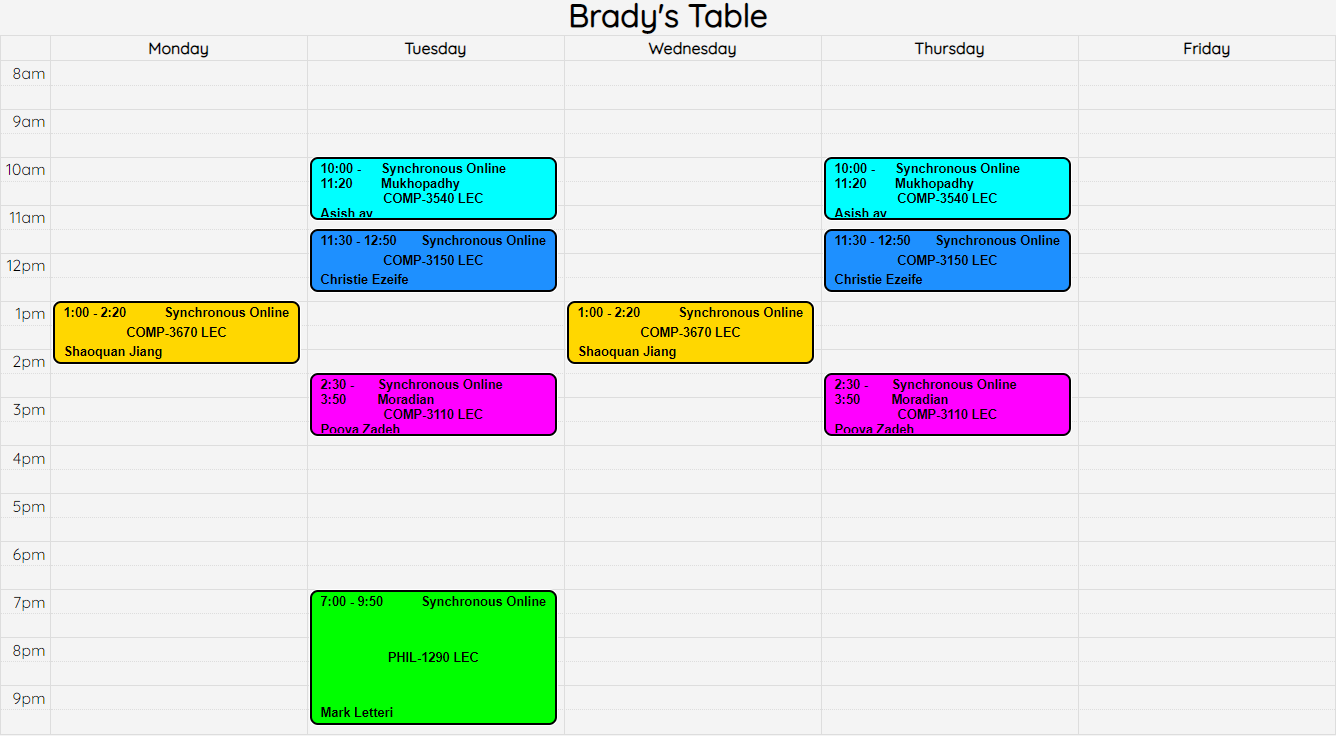 Brady's Table
Monday Tuesday Wednesday Thursday Friday
8am
9am
10am
11am
12pm
1pm
2pm
3pm
4pm
5pm
6pm
7pm
8pm
9pm
1:00 - 2:20 Synchronous Online
COMP-3670 LEC
Shaoquan Jiang
10:00 - Synchronous Online
11:20 Mukhopadhy
COMP-3540 LEC
Asish ay
11:30 - 12:50 Synchronous Online
COMP-3150 LEC
Christie Ezeife
2:30 - Synchronous Online
3:50 Moradian
COMP-3110 LEC
Pooya Zadeh
7:00 - 9:50 Synchronous Online
PHIL-1290 LEC
Mark Letteri
1:00 - 2:20 Synchronous Online
COMP-3670 LEC
Shaoquan Jiang
10:00 - Synchronous Online
11:20 Mukhopadhy
COMP-3540 LEC
Asish ay
11:30 - 12:50 Synchronous Online
COMP-3150 LEC
Christie Ezeife
2:30 - Synchronous Online
3:50 Moradian
COMP-3110 LEC
Pooya Zadeh